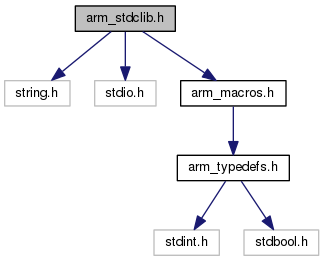 arm_stdclib.h
string.h
stdio.h
arm_macros.h
arm_typedefs.h
stdint.h
stdbool.h